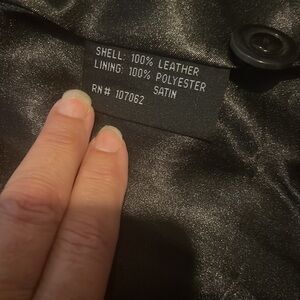 SHELL: 100% LEATHER
LINING: 100% POLYESTER
SATIN
RN# 107062